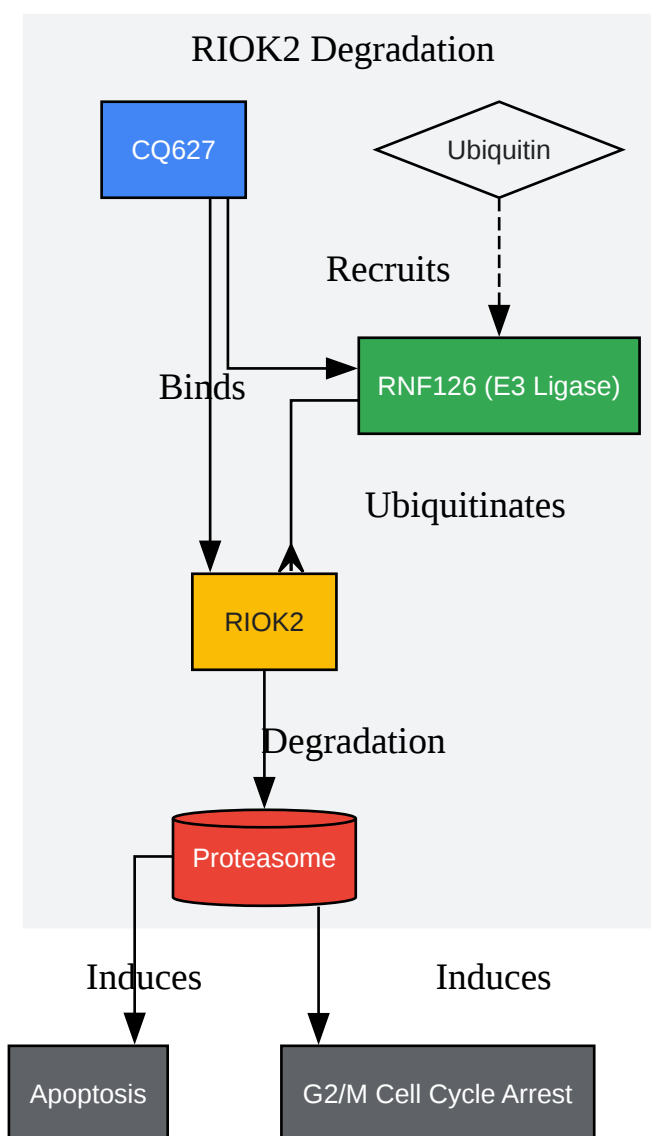 RIOK2 Degradation
CQ627
Ubiquitin
Recruits
Binds
RNF126 (E3 Ligase)
Ubiquitinates
RIOK2
Degradation
Proteasome
Induces
Induces
Apoptosis
G2/M Cell Cycle Arrest